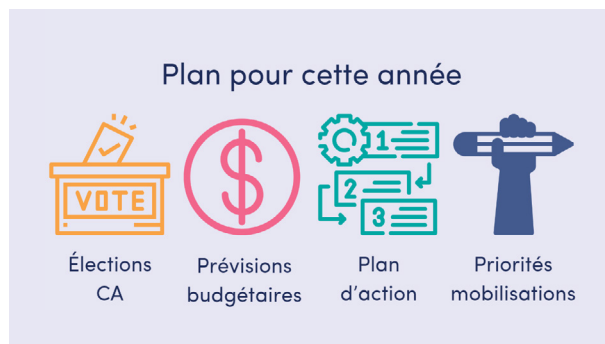 Plan pour cette année
VOTE
$
1
2
3
Élections
CA
Prévisions
budgétaires
Plan
d'action
Priorités
mobilisations